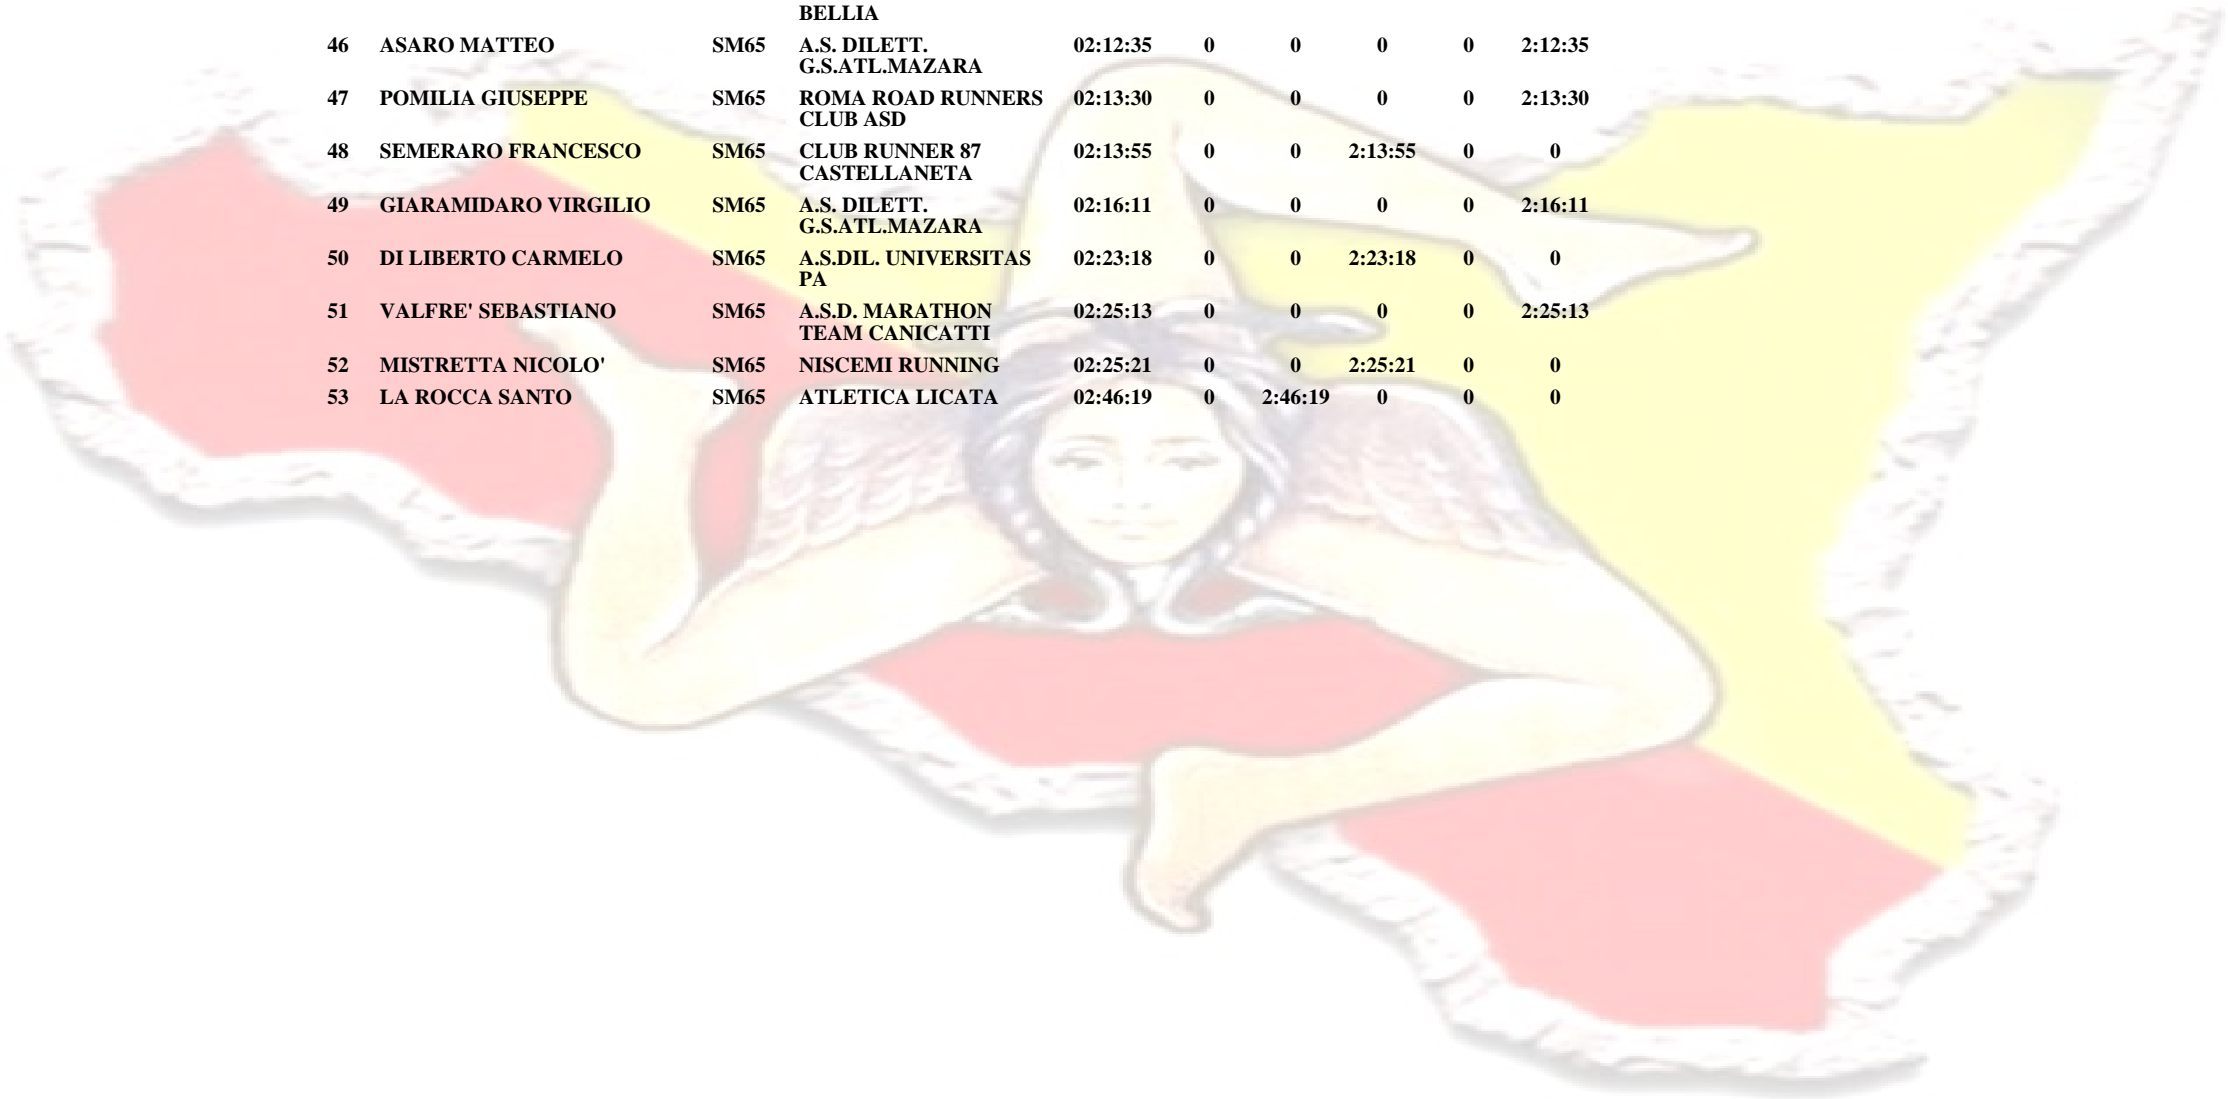 BELLIA
46 ASARO MATTEO SM65 A.S. DILETT. 02:12:35 0 0 0 0 2:12:35
G.S.ATL.MAZARA
47 POMILIA GIUSEPPE SM65 ROMA ROAD RUNNERS 02:13:30 0 0 0 0 2:13:30
CLUB ASD
48 SEMERARO FRANCESCO SM65 CLUB RUNNER 87 02:13:55 0 0 2:13:55 0 0
CASTELLANETA
49 GIARAMIDARO VIRGILIO SM65 A.S. DILETT. 02:16:11 0 0 0 0 2:16:11
G.S.ATL.MAZARA
50 DI LIBERTO CARMELO SM65 A.S.DIL. UNIVERSITAS 02:23:18 0 0 2:23:18 0 0
PA
51 VALFRE' SEBASTIANO SM65 A.S.D. MARATHON 02:25:13 0 0 0 0 2:25:13
TEAM CANICATTI
52 MISTRETTA NICOLO' SM65 NISCEMI RUNNING 02:25:21 0 0 2:25:21 0 0
53 LA ROCCA SANTO SM65 ATLETICA LICATA 02:46:19 0 2:46:19 0 0 0